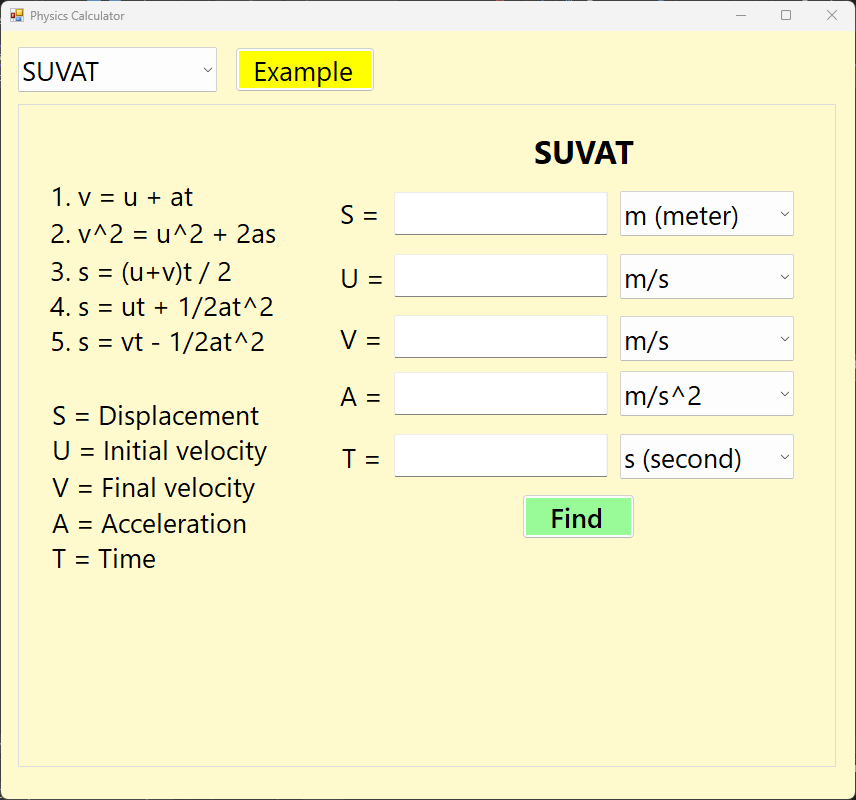 Physics Calculator
SUVAT
Example
SUVAT
1. v = u + at
2. v^2 = u^2 + 2as
3. s = (u+v)t / 2
4. s = ut + 1/2at^2
5. s = vt - 1/2at^2
S = Displacement
U = Initial velocity
V = Final velocity
A = Acceleration
T = Time
S =
m (meter)
U =
m/s
V =
m/s
A =
m/s^2
T =
s (second)
Find